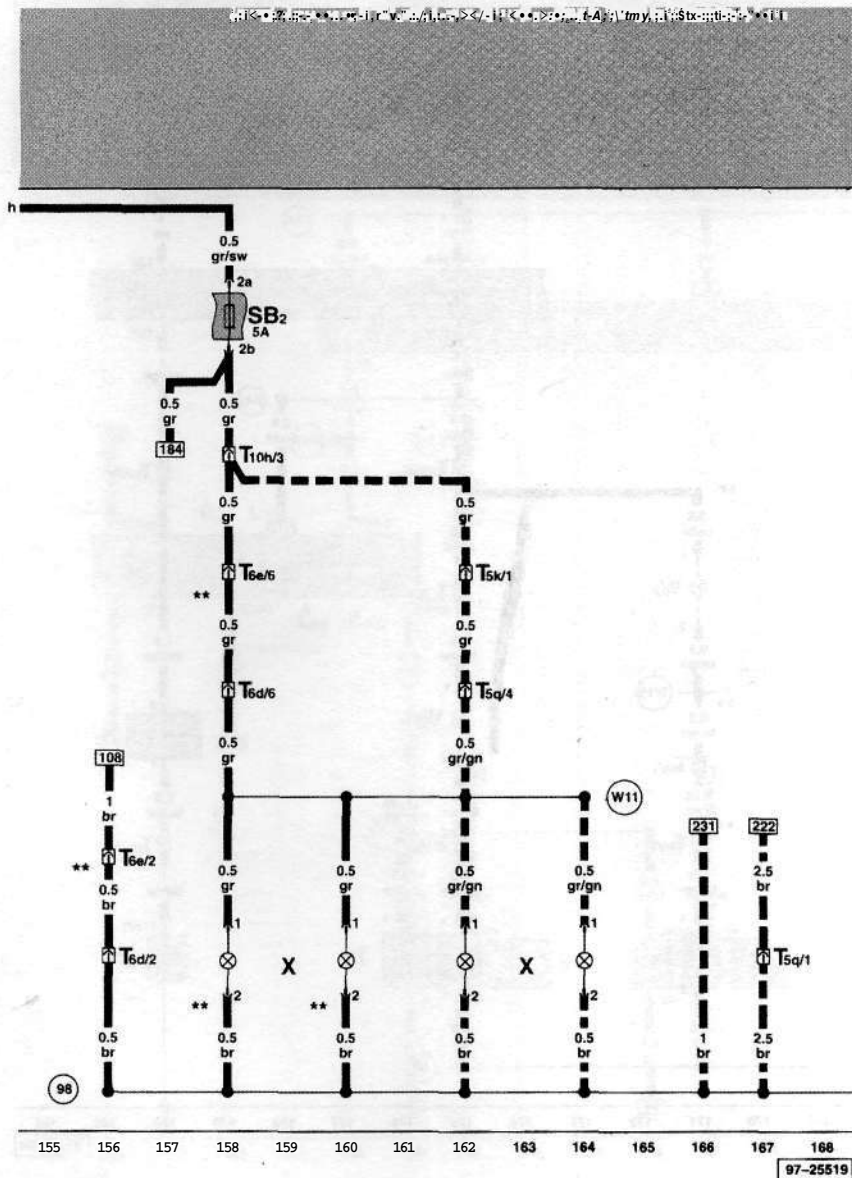 h
0.5
gr/sw
2a
SB2
5A
2b
0.5 0.5
gr gr
184
T10h/3
0.5 0.5
gr gr
T6e/6 T5k/1
**
0.5 0.5
gr gr
T6d/6 T5q/4
0.5 0.5
gr gr/gn
108
W11
1
br
231 222
T6e/2
**
0.5 0.5 0.5 0.5 0.5 2.5
br gr gr gr/gn gr/gn br
1 1 1 1
T6d/2 X X T5q/1
** 2 ** 2 2 2
0.5 0.5 0.5 0.5 0.5 1 2.5
br br br br br br br
98
155 156 157 158 159 160 161 162 163 164 165 166 167 168
97-25519